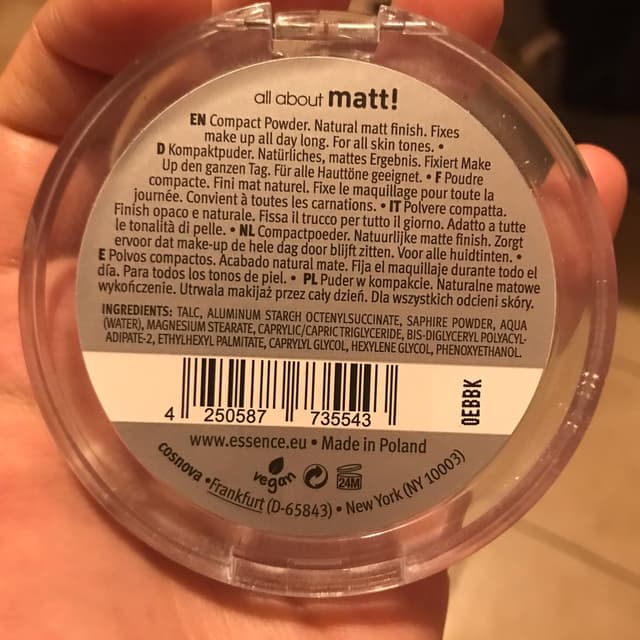 all about matt!
EN Compact Powder. Natural matt finish. Fixes
make up all day long. For all skin tones. •
D Kompaktpuder. Natürliches, mattes Ergebnis. Fixiert Make
Up den ganzen Tag. Für alle Hauttöne geeignet. • F Poudre
compacte. Fini mat naturel. Fixe le maquillage pour toute la
journée. Convient à toutes les carnations. • IT Polvere compatta.
Finish opaco e naturale. Fissa il trucco per tutto il giorno. Adatto a tutte
le tonalità di pelle. • NL Compactpoeder. Natuurlijke matte finish. Zorgt
ervoor dat make-up de hele dag door blijft zitten. Voor alle huidtinten. •
E Polvos compactos. Acabado natural mate. Fija el maquillaje durante todo el
día. Para todos los tonos de piel. • PL Puder w kompakcie. Naturalne matowe
wykończenie. Utrwala makijaż przez cały dzień. Dla wszystkich odcieni skóry.
INGREDIENTS: TALC, ALUMINUM STARCH OCTENYLSUCCINATE, SAPHIRE POWDER, AQUA
(WATER), MAGNESIUM STEARATE, CAPRYLIC/CAPRIC TRIGLYCERIDE, BIS-DIGLYCERYL POLYACYL-
ADIPATE-2, ETHYLHEXYL PALMITATE, CAPRYLYL GLYCOL, HEXYLENE GLYCOL, PHENOXYETHANOL.
4 250587 735543
0EBBK
www.essence.eu • Made in Poland
vegan
24M
cosnova • Frankfurt (D-65843) • New York (NY 10003)